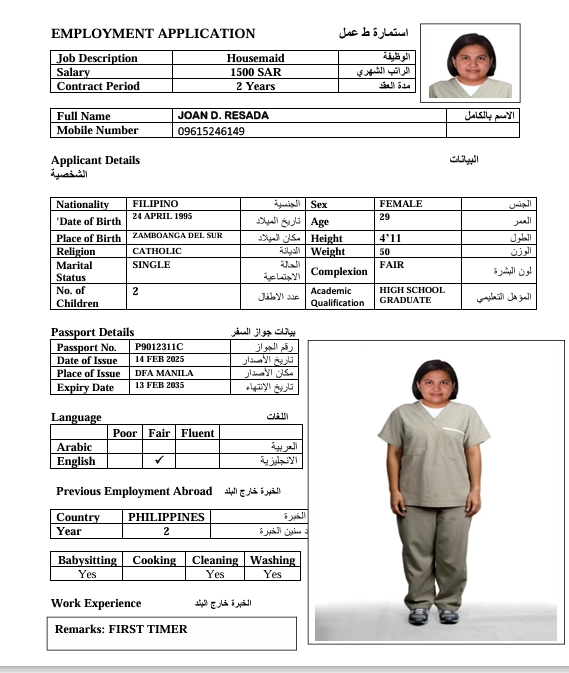 EMPLOYMENT APPLICATION استمارة ط عمل
Job Description Housemaid الوظيفة
Salary 1500 SAR الراتب الشهري
Contract Period 2 Years مدة العقد
Full Name JOAN D. RESADA الاسم بالكامل
Mobile Number 09615246149
Applicant Details البيانات
الشخصية
Nationality FILIPINO الجنسية Sex FEMALE الجنس
'Date of Birth 24 APRIL 1995 تاريخ الميلاد Age 29 العمر
Place of Birth ZAMBOANGA DEL SUR مكان الميلاد Height 4’11 الطول
Religion CATHOLIC الديانة Weight 50 الوزن
Marital Status SINGLE الحالة الاجتماعية Complexion FAIR لون البشرة
No. of Children 2 عدد الاطفال Academic Qualification HIGH SCHOOL GRADUATE المؤهل التعليمي
Passport Details بيانات جواز السفر
Passport No. P9012311C رقم الجواز
Date of Issue 14 FEB 2025 تاريخ الأصدار
Place of Issue DFA MANILA مكان الأصدار
Expiry Date 13 FEB 2035 تاريخ الإنتهاء
Language اللغات
Poor Fair Fluent
Arabic العربية
English ✓ الانجليزية
Previous Employment Abroad الخبرة خارج البلد
Country PHILIPPINES الخبرة
Year 2 د سنين الخبرة
Babysitting Cooking Cleaning Washing
Yes Yes Yes
Work Experience الخبرة خارج البلد
Remarks: FIRST TIMER